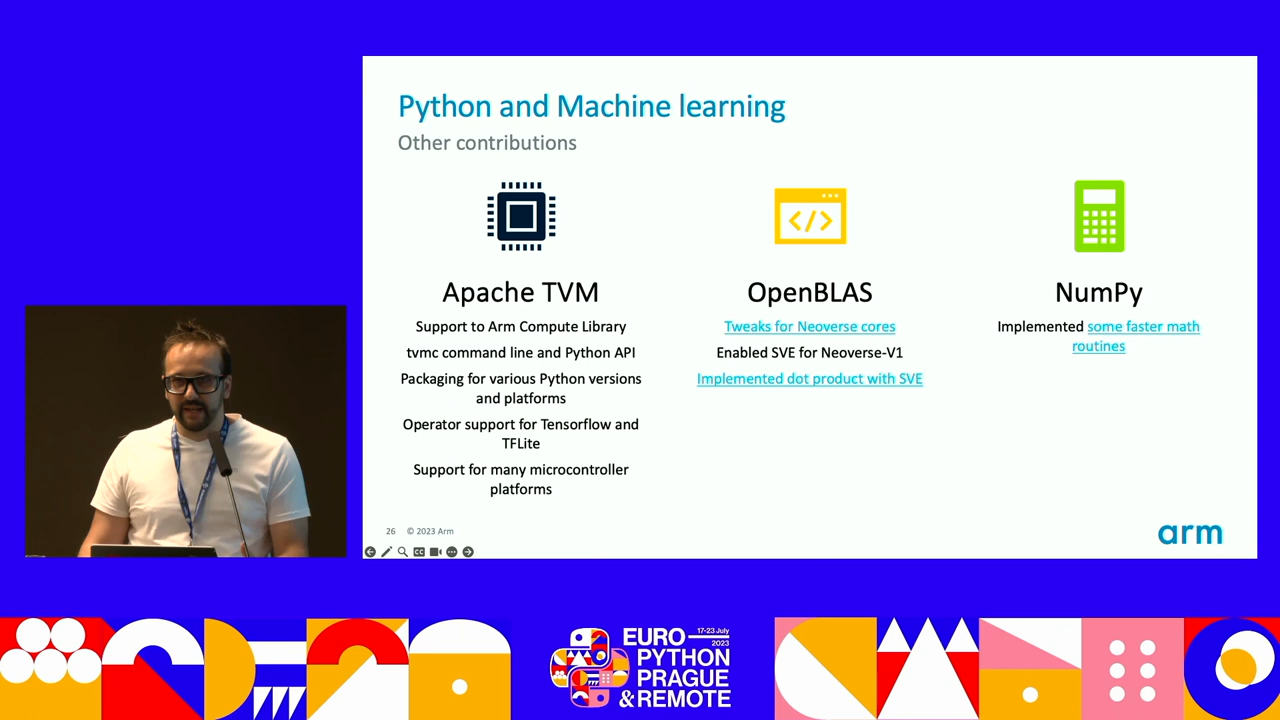 Python and Machine learning
Other contributions
Apache TVM
Support to Arm Compute Library
tvmc command line and Python API
Packaging for various Python versions
and platforms
Operator support for Tensorflow and
TFLite
Support for many microcontroller
platforms
OpenBLAS
Tweaks for Neoverse cores
Enabled SVE for Neoverse-V1
Implemented dot product with SVE
NumPy
Implemented some faster math
routines
26 © 2023 Arm
arm
CC
EURO 17-23 July
2023
PYTHON
PRAGUE
& REMOTE